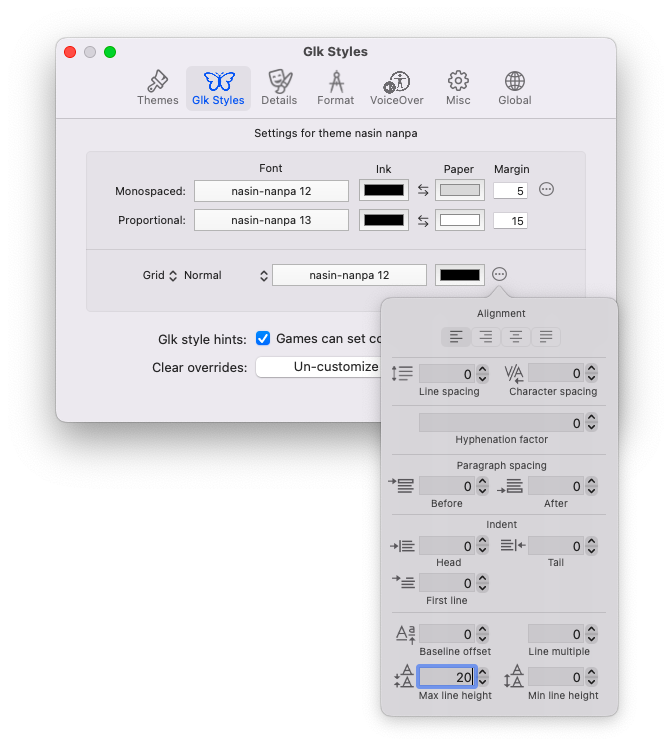 Glk Styles
Themes Glk Styles Details Format VoiceOver Misc Global
Settings for theme nasin nanpa
Font Ink Paper Margin
Monospaced: nasin-nanpa 12 5
Proportional: nasin-nanpa 13 15
Grid Normal nasin-nanpa 12
Alignment
Glk style hints: Games can set co
Clear overrides: Un-customize
0 0
Line spacing Character spacing
0
Hyphenation factor
Paragraph spacing
0 0
Before After
Indent
0 0
Head Tail
0
First line
0 0
Baseline offset Line multiple
20 0
Max line height Min line height